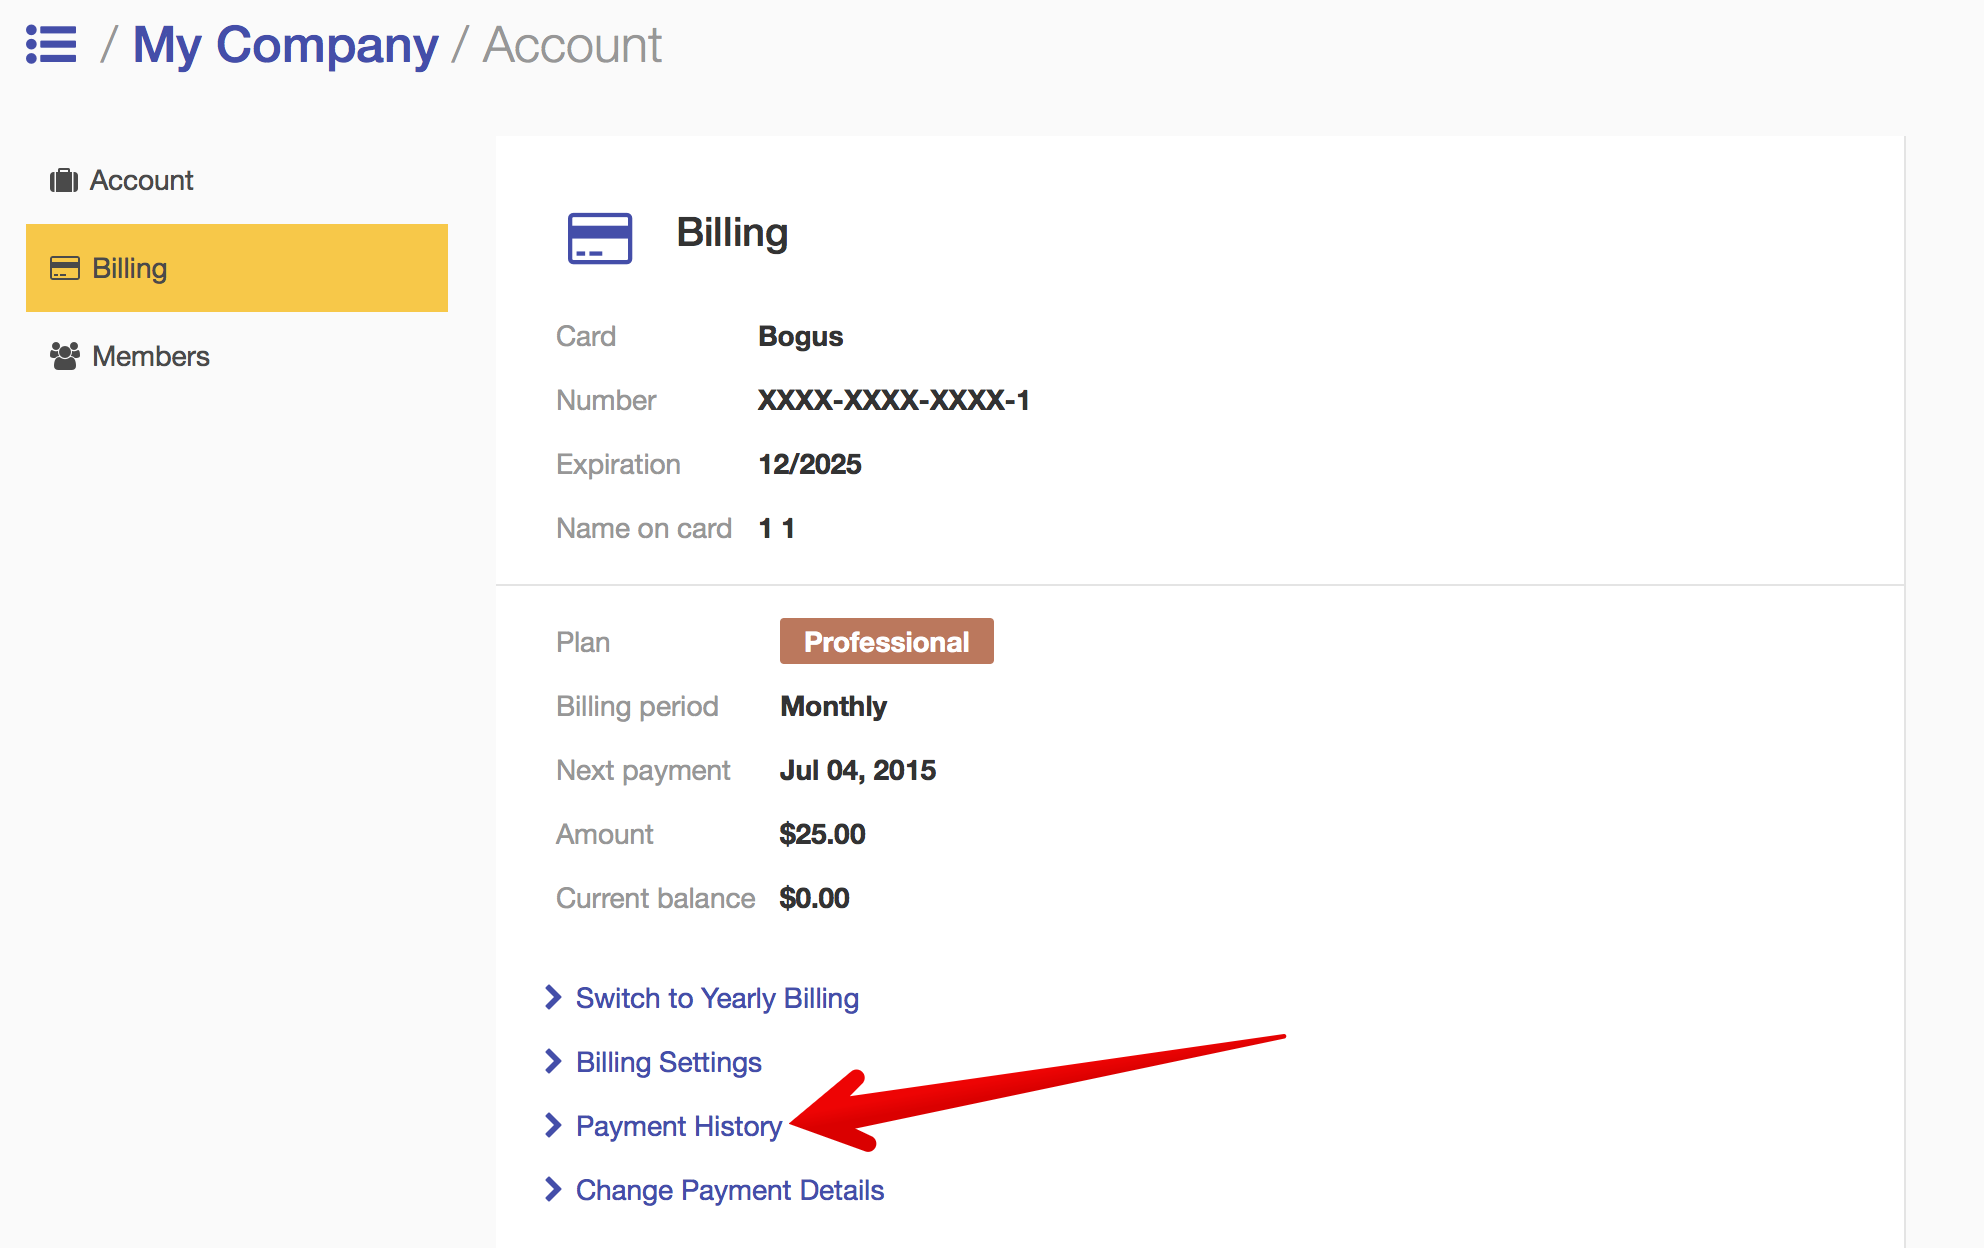 / My Company / Account
Account
Billing
Members
Billing
Card Bogus
Number XXXX-XXXX-XXXX-1
Expiration 12/2025
Name on card 1 1
Plan Professional
Billing period Monthly
Next payment Jul 04, 2015
Amount $25.00
Current balance $0.00
Switch to Yearly Billing
Billing Settings
Payment History
Change Payment Details